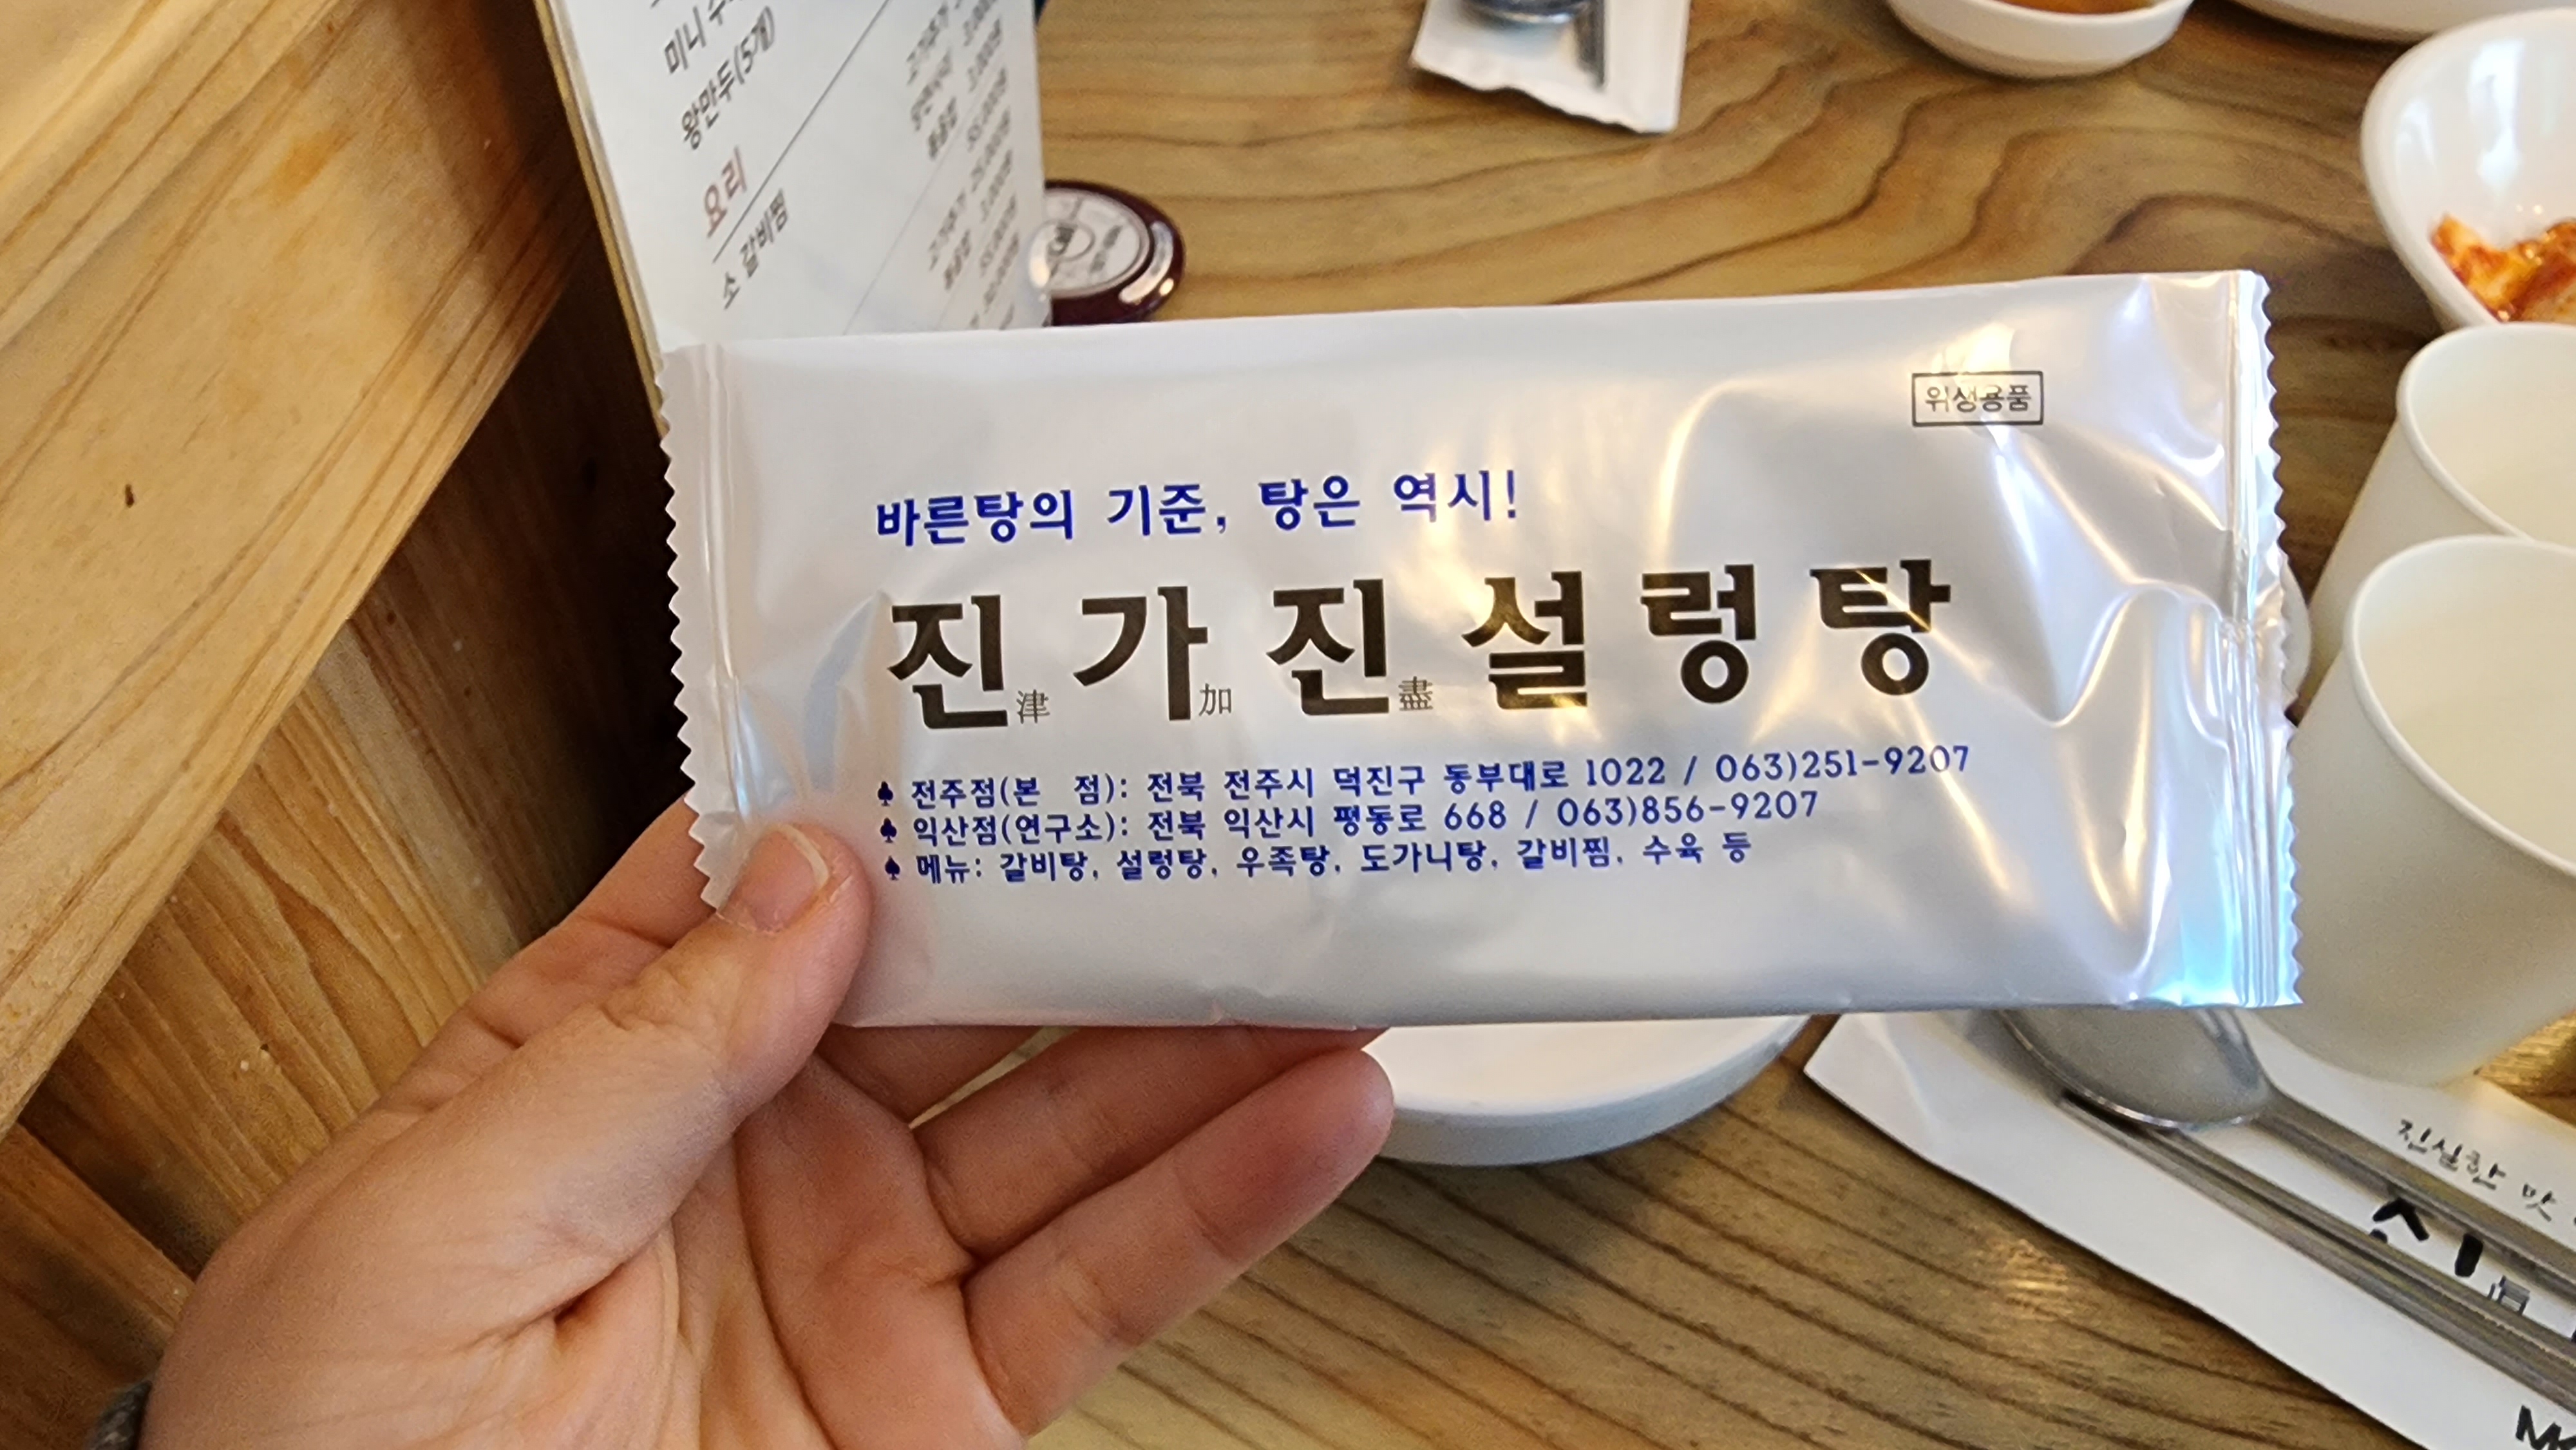 미니
왕만두(5개)
요리
소 갈비찜
위생용품
바른탕의 기준, 탕은 역시!
진津가加진盡설렁탕
♠ 전주점(본 점): 전북 전주시 덕진구 동부대로 1022 / 063)251-9207
♠ 익산점(연구소): 전북 익산시 평동로 668 / 063)856-9207
♠ 메뉴: 갈비탕, 설렁탕, 우족탕, 도가니탕, 갈비찜, 수육 등
진실한 맛